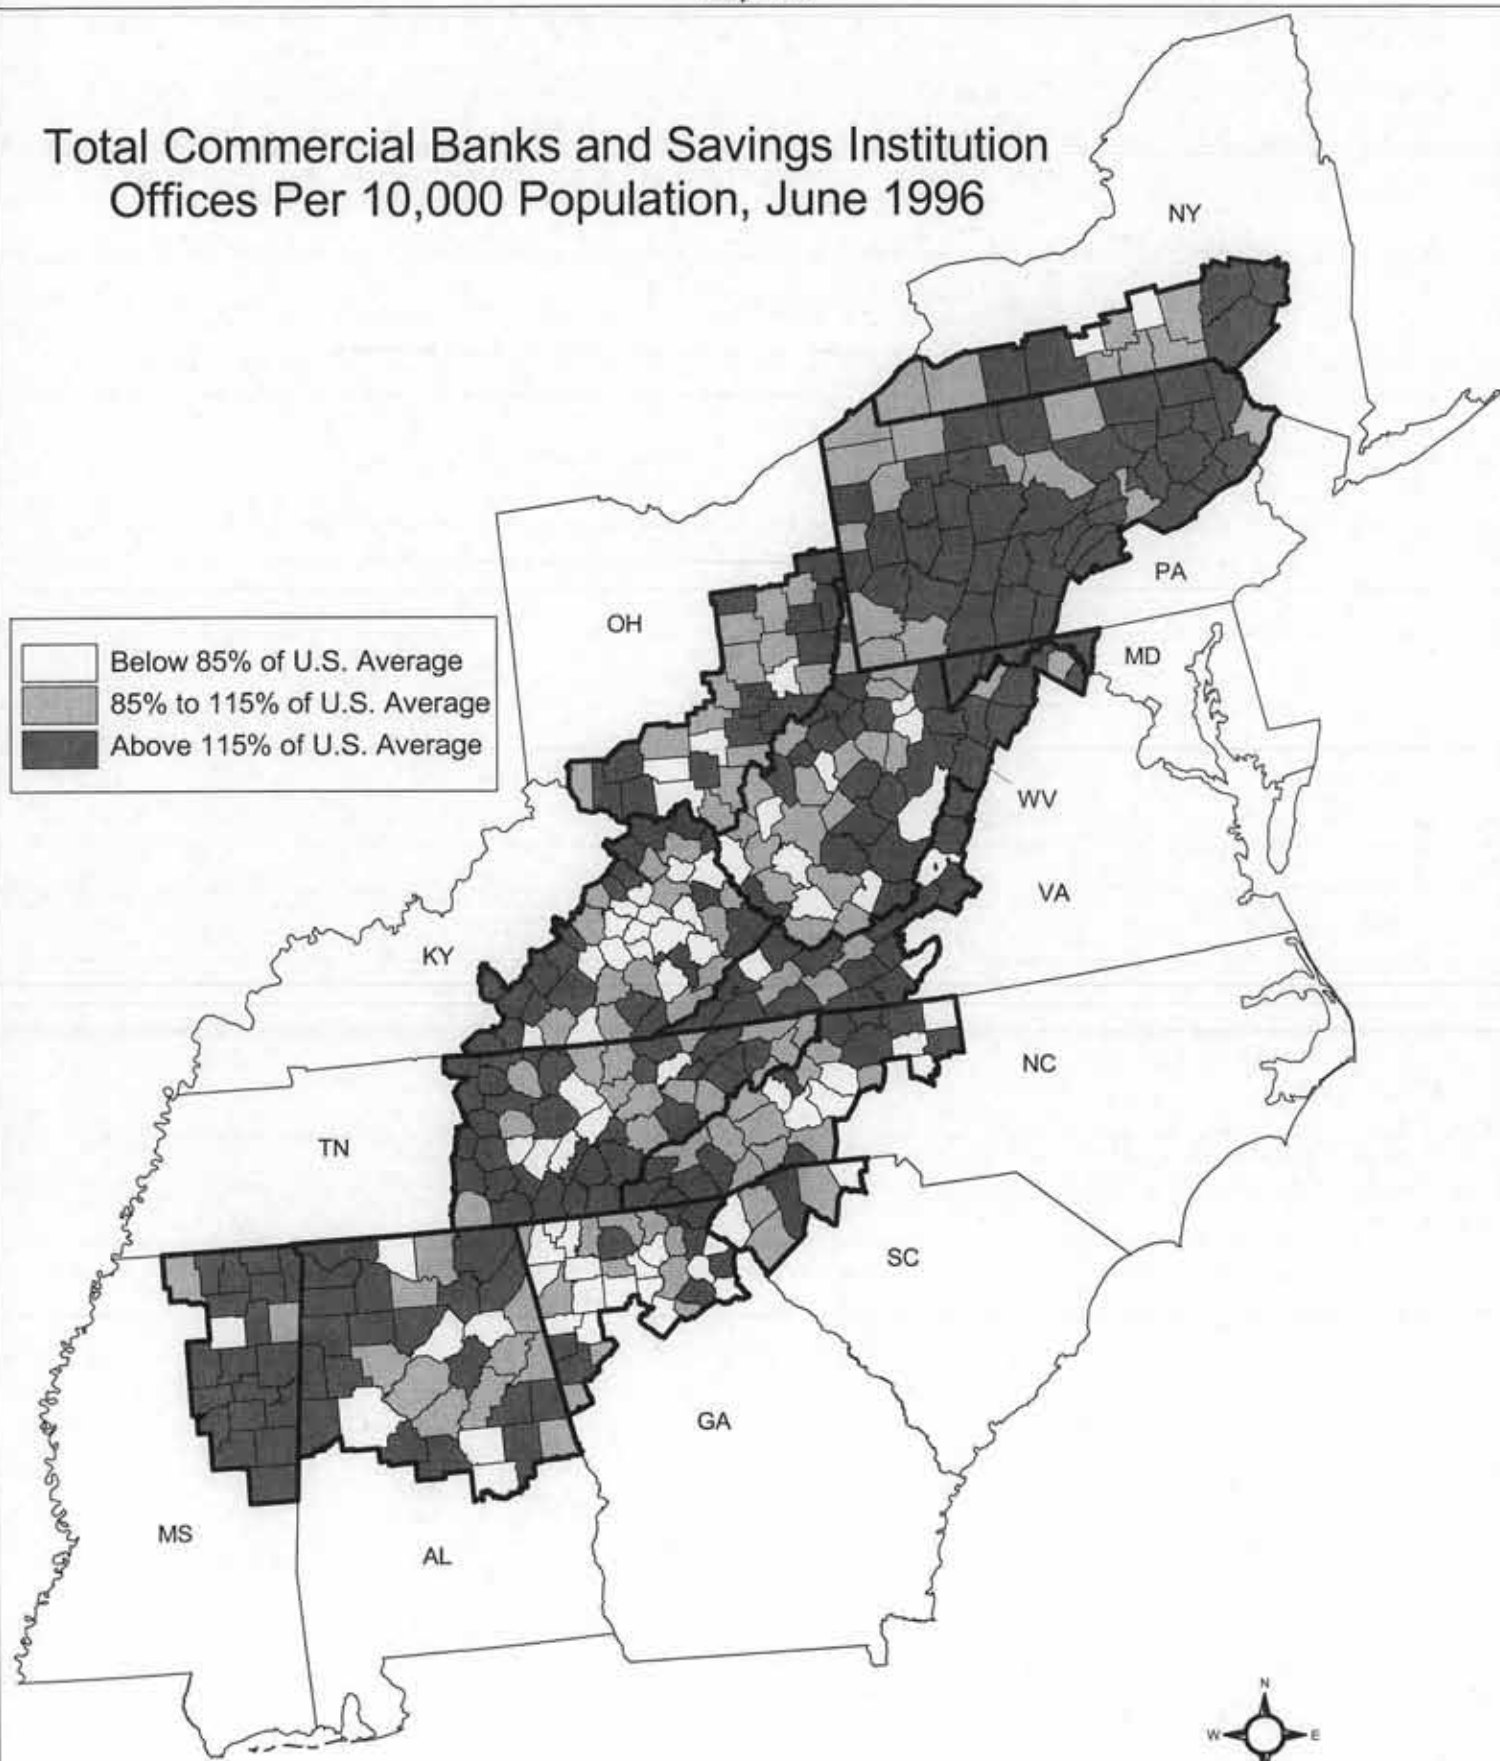 Total Commercial Banks and Savings Institution
Offices Per 10,000 Population, June 1996
NY
PA
OH
MD
Below 85% of U.S. Average
85% to 115% of U.S. Average
Above 115% of U.S. Average
WV
VA
KY
NC
TN
SC
GA
MS
AL
N
W
E